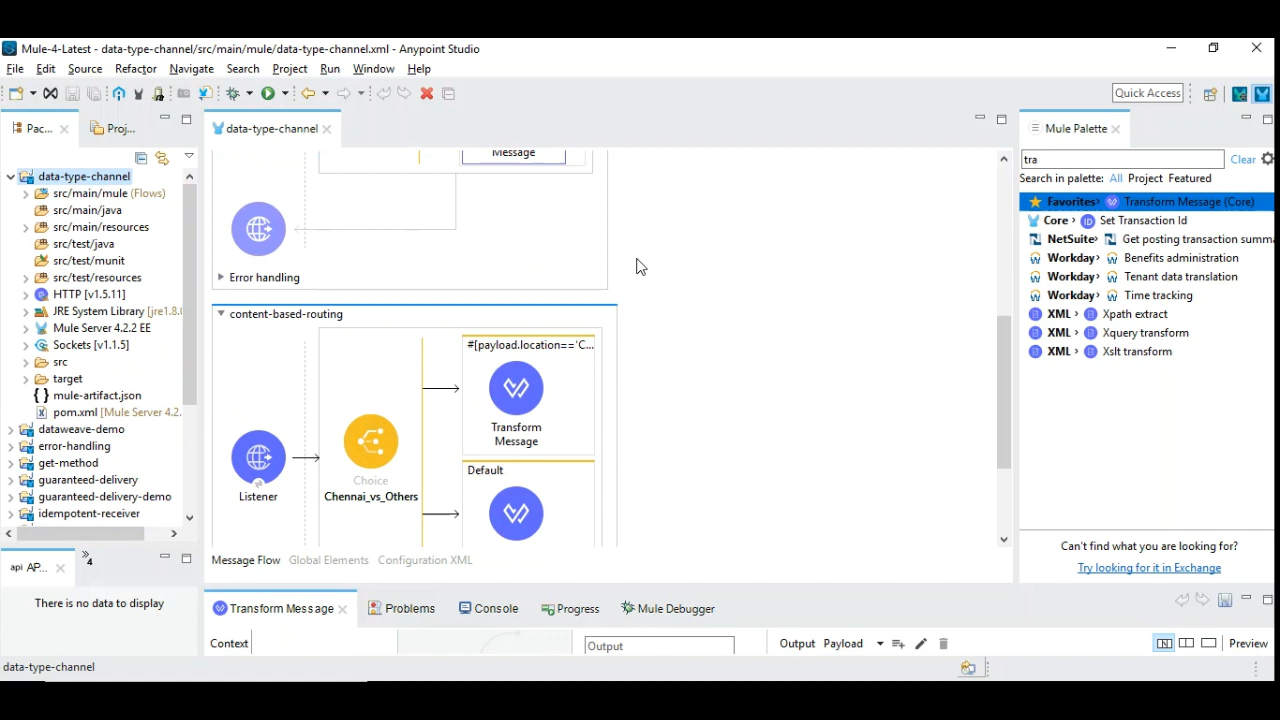 Mule-4-Latest - data-type-channel/src/main/mule/data-type-channel.xml - Anypoint Studio
File Edit Source Refactor Navigate Search Project Run Window Help
Quick Access
Pac...
Proj...
data-type-channel
src/main/mule (Flows)
src/main/java
src/main/resources
src/test/java
src/test/munit
src/test/resources
HTTP [v1.5.11]
JRE System Library [jre1.8.
Mule Server 4.2.2 EE
Sockets [v1.1.5]
src
target
mule-artifact.json
pom.xml [Mule Server 4.2.
dataweave-demo
error-handling
get-method
guaranteed-delivery
guaranteed-delivery-demo
idempotent-receiver
api AP...
4
There is no data to display
data-type-channel
data-type-channel
Message
Error handling
content-based-routing
#[payload.location=='C...
Transform
Message
Listener
Choice
Chennai_vs_Others
Default
Message Flow Global Elements Configuration XML
Transform Message
Problems
Console
Progress
Mule Debugger
Context
Output
Output Payload
Preview
Mule Palette
tra
Clear
Search in palette: All Project Featured
Favorites> Transform Message (Core)
Core > Set Transaction Id
NetSuite> Get posting transaction summa
Workday> Benefits administration
Workday> Tenant data translation
Workday> Time tracking
XML > Xpath extract
XML > Xquery transform
XML > Xslt transform
Can't find what you are looking for?
Try looking for it in Exchange